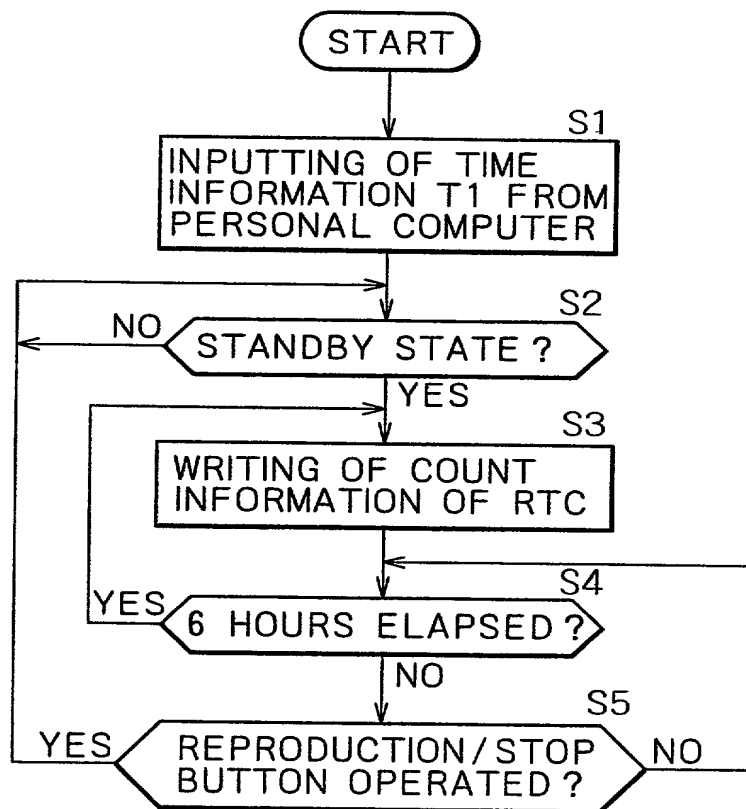 START
S1
INPUTTING OF TIME
INFORMATION T1 FROM
PERSONAL COMPUTER
S2
NO
STANDBY STATE?
YES
S3
WRITING OF COUNT
INFORMATION OF RTC
S4
YES
6 HOURS ELAPSED?
NO
S5
YES
REPRODUCTION/STOP
BUTTON OPERATED?
NO